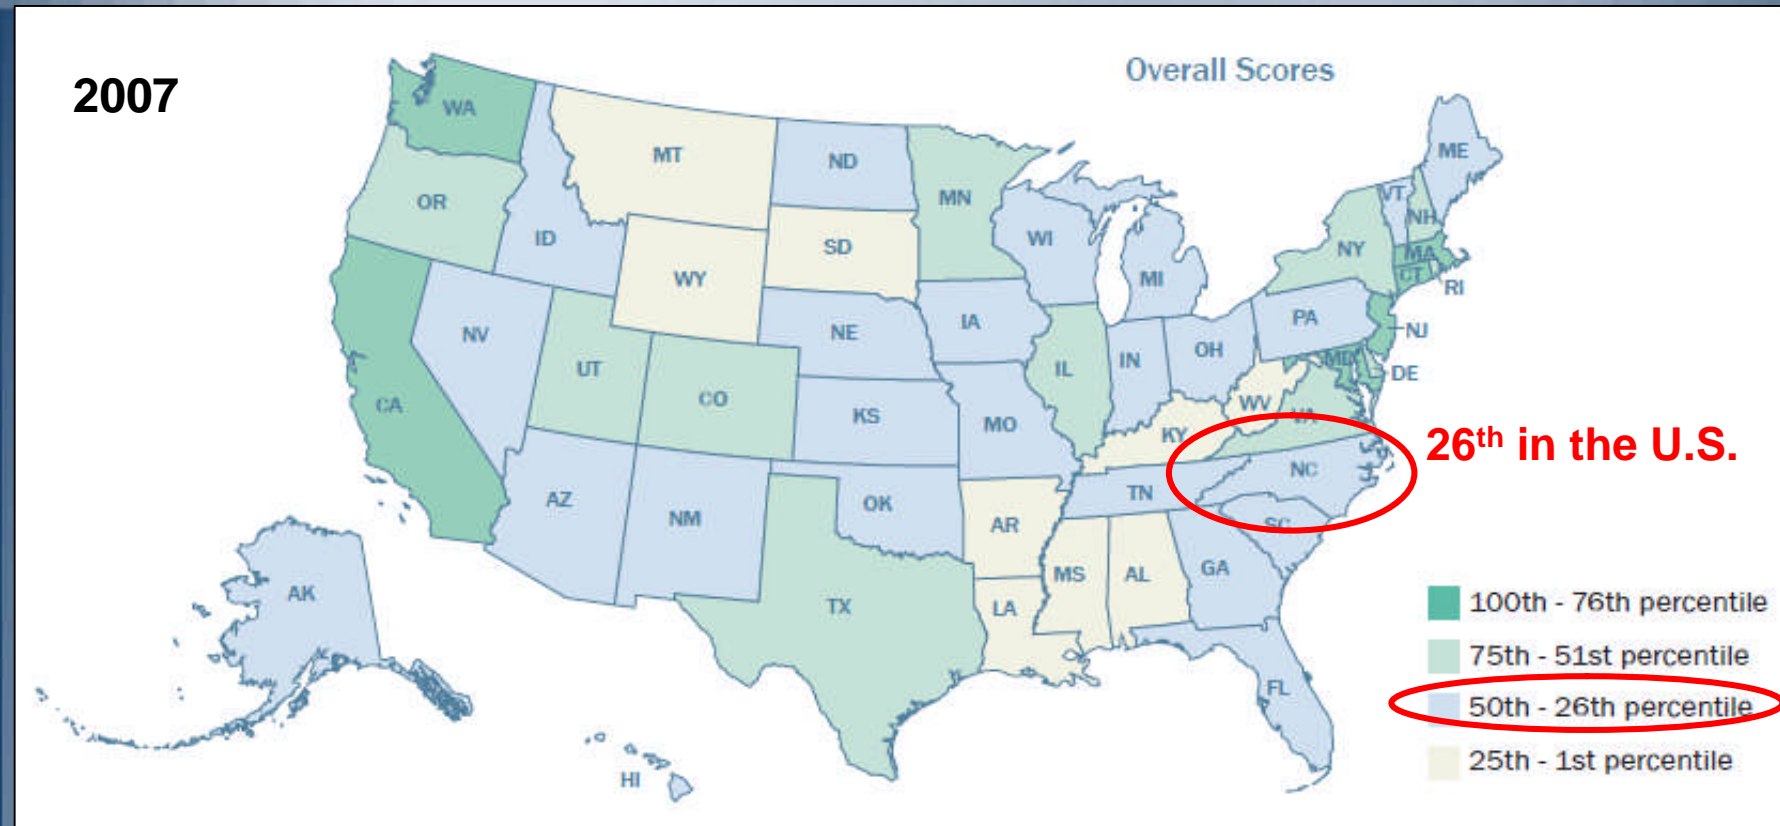 2007
Overall Scores
WA
MT
ND
MN
ME
VT
NH
OR
ID
SD
WI
NY
MA
WY
MI
CT
RI
NV
NE
IA
PA
NJ
UT
IL
IN
OH
MD
DE
CO
CA
KS
MO
WV
VA
KY
26th in the U.S.
NC
TN
AZ
NM
OK
AR
SC
AK
TX
LA
MS
AL
GA
FL
HI
100th - 76th percentile
75th - 51st percentile
50th - 26th percentile
25th - 1st percentile